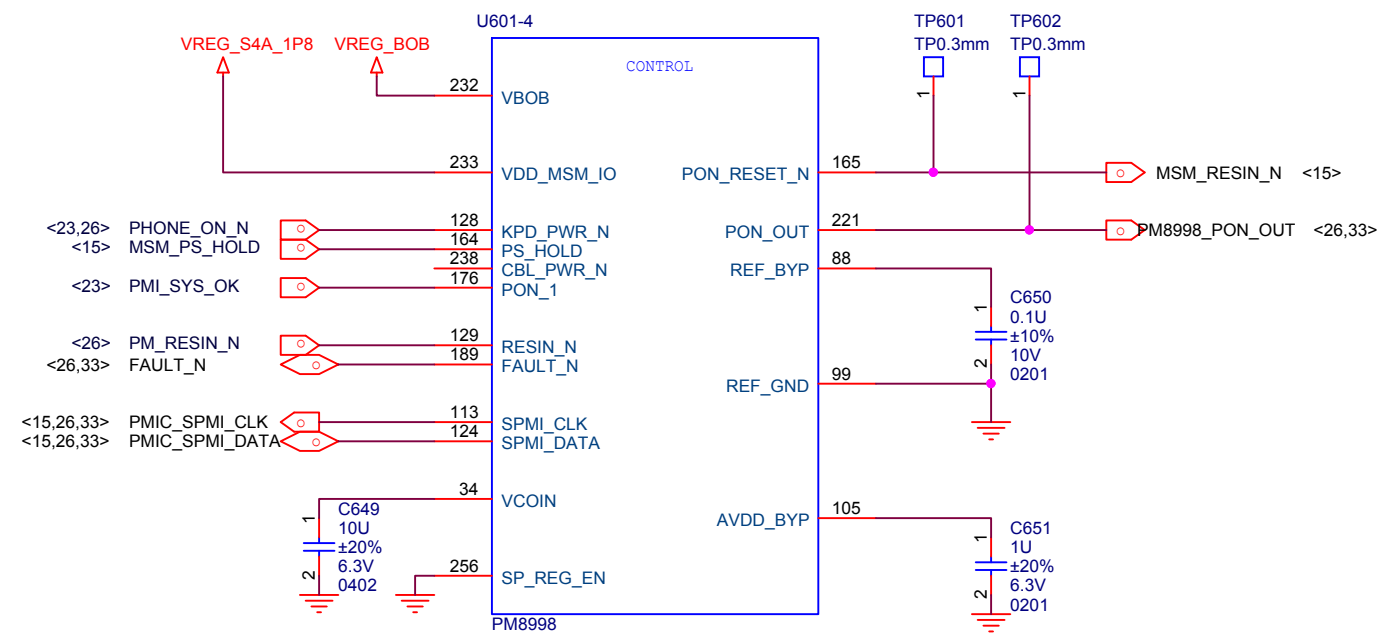 U601-4
TP601
TP0.3mm
TP602
TP0.3mm
VREG_S4A_1P8
VREG_BOB
CONTROL
1
1
232
VBOB
233
VDD_MSM_IO
PON_RESET_N
165
MSM_RESIN_N <15>
<23,26> PHONE_ON_N
128
KPD_PWR_N
PON_OUT
221
PM8998_PON_OUT <26,33>
<15> MSM_PS_HOLD
164
PS_HOLD
238
CBL_PWR_N
REF_BYP
88
<23> PMI_SYS_OK
176
PON_1
1
2
C650
0.1U
±10%
10V
0201
<26> PM_RESIN_N
129
RESIN_N
<26,33> FAULT_N
189
FAULT_N
REF_GND
99
<15,26,33> PMIC_SPMI_CLK
113
SPMI_CLK
<15,26,33> PMIC_SPMI_DATA
124
SPMI_DATA
34
VCOIN
1
2
C649
10U
±20%
6.3V
0402
AVDD_BYP
105
1
2
C651
1U
±20%
6.3V
0201
256
SP_REG_EN
PM8998